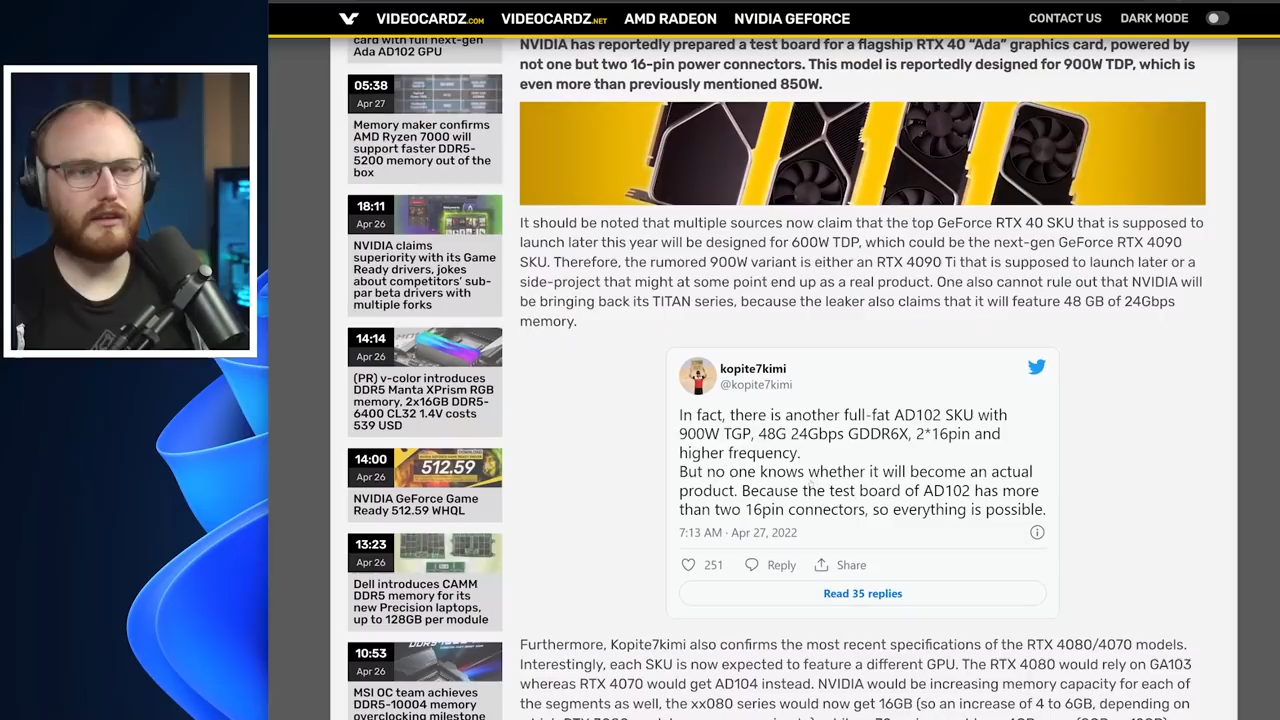 VIDEOCARDZ.COM
VIDEOCARDZ.NET
AMD RADEON
NVIDIA GEFORCE
CONTACT US
DARK MODE
card with full next-gen
Ada AD102 GPU
05:38
Apr 27
Memory maker confirms
AMD Ryzen 7000 will
support faster DDR5-
5200 memory out of the
box
18:11
Apr 26
NVIDIA claims
superiority with its Game
Ready drivers, jokes
about competitors' sub-
par beta drivers with
multiple forks
14:14
Apr 26
(PR) v-color introduces
DDR5 Manta XPrism RGB
memory, 2x16GB DDR5-
6400 CL32 1.4V costs
539 USD
14:00
Apr 26
512.59
NVIDIA GeForce Game
Ready 512.59 WHQL
13:23
Apr 26
Dell introduces CAMM
DDR5 memory for its
new Precision laptops,
up to 128GB per module
10:53
Apr 26
MSI OC team achieves
DDR5-10004 memory
overclocking milestone
NVIDIA has reportedly prepared a test board for a flagship RTX 40 “Ada” graphics card, powered by
not one but two 16-pin power connectors. This model is reportedly designed for 900W TDP, which is
even more than previously mentioned 850W.
It should be noted that multiple sources now claim that the top GeForce RTX 40 SKU that is supposed to
launch later this year will be designed for 600W TDP, which could be the next-gen GeForce RTX 4090
SKU. Therefore, the rumored 900W variant is either an RTX 4090 Ti that is supposed to launch later or a
side-project that might at some point end up as a real product. One also cannot rule out that NVIDIA will
be bringing back its TITAN series, because the leaker also claims that it will feature 48 GB of 24Gbps
memory.
kopite7kimi
@kopite7kimi
In fact, there is another full-fat AD102 SKU with
900W TGP, 48G 24Gbps GDDR6X, 2*16pin and
higher frequency.
But no one knows whether it will become an actual
product. Because the test board of AD102 has more
than two 16pin connectors, so everything is possible.
7:13 AM · Apr 27, 2022
251
Reply
Share
Read 35 replies
Furthermore, Kopite7kimi also confirms the most recent specifications of the RTX 4080/4070 models.
Interestingly, each SKU is now expected to feature a different GPU. The RTX 4080 would rely on GA103
whereas RTX 4070 would get AD104 instead. NVIDIA would be increasing memory capacity for each of
the segments as well, the xx080 series would now get 16GB (so an increase of 4 to 6GB, depending on